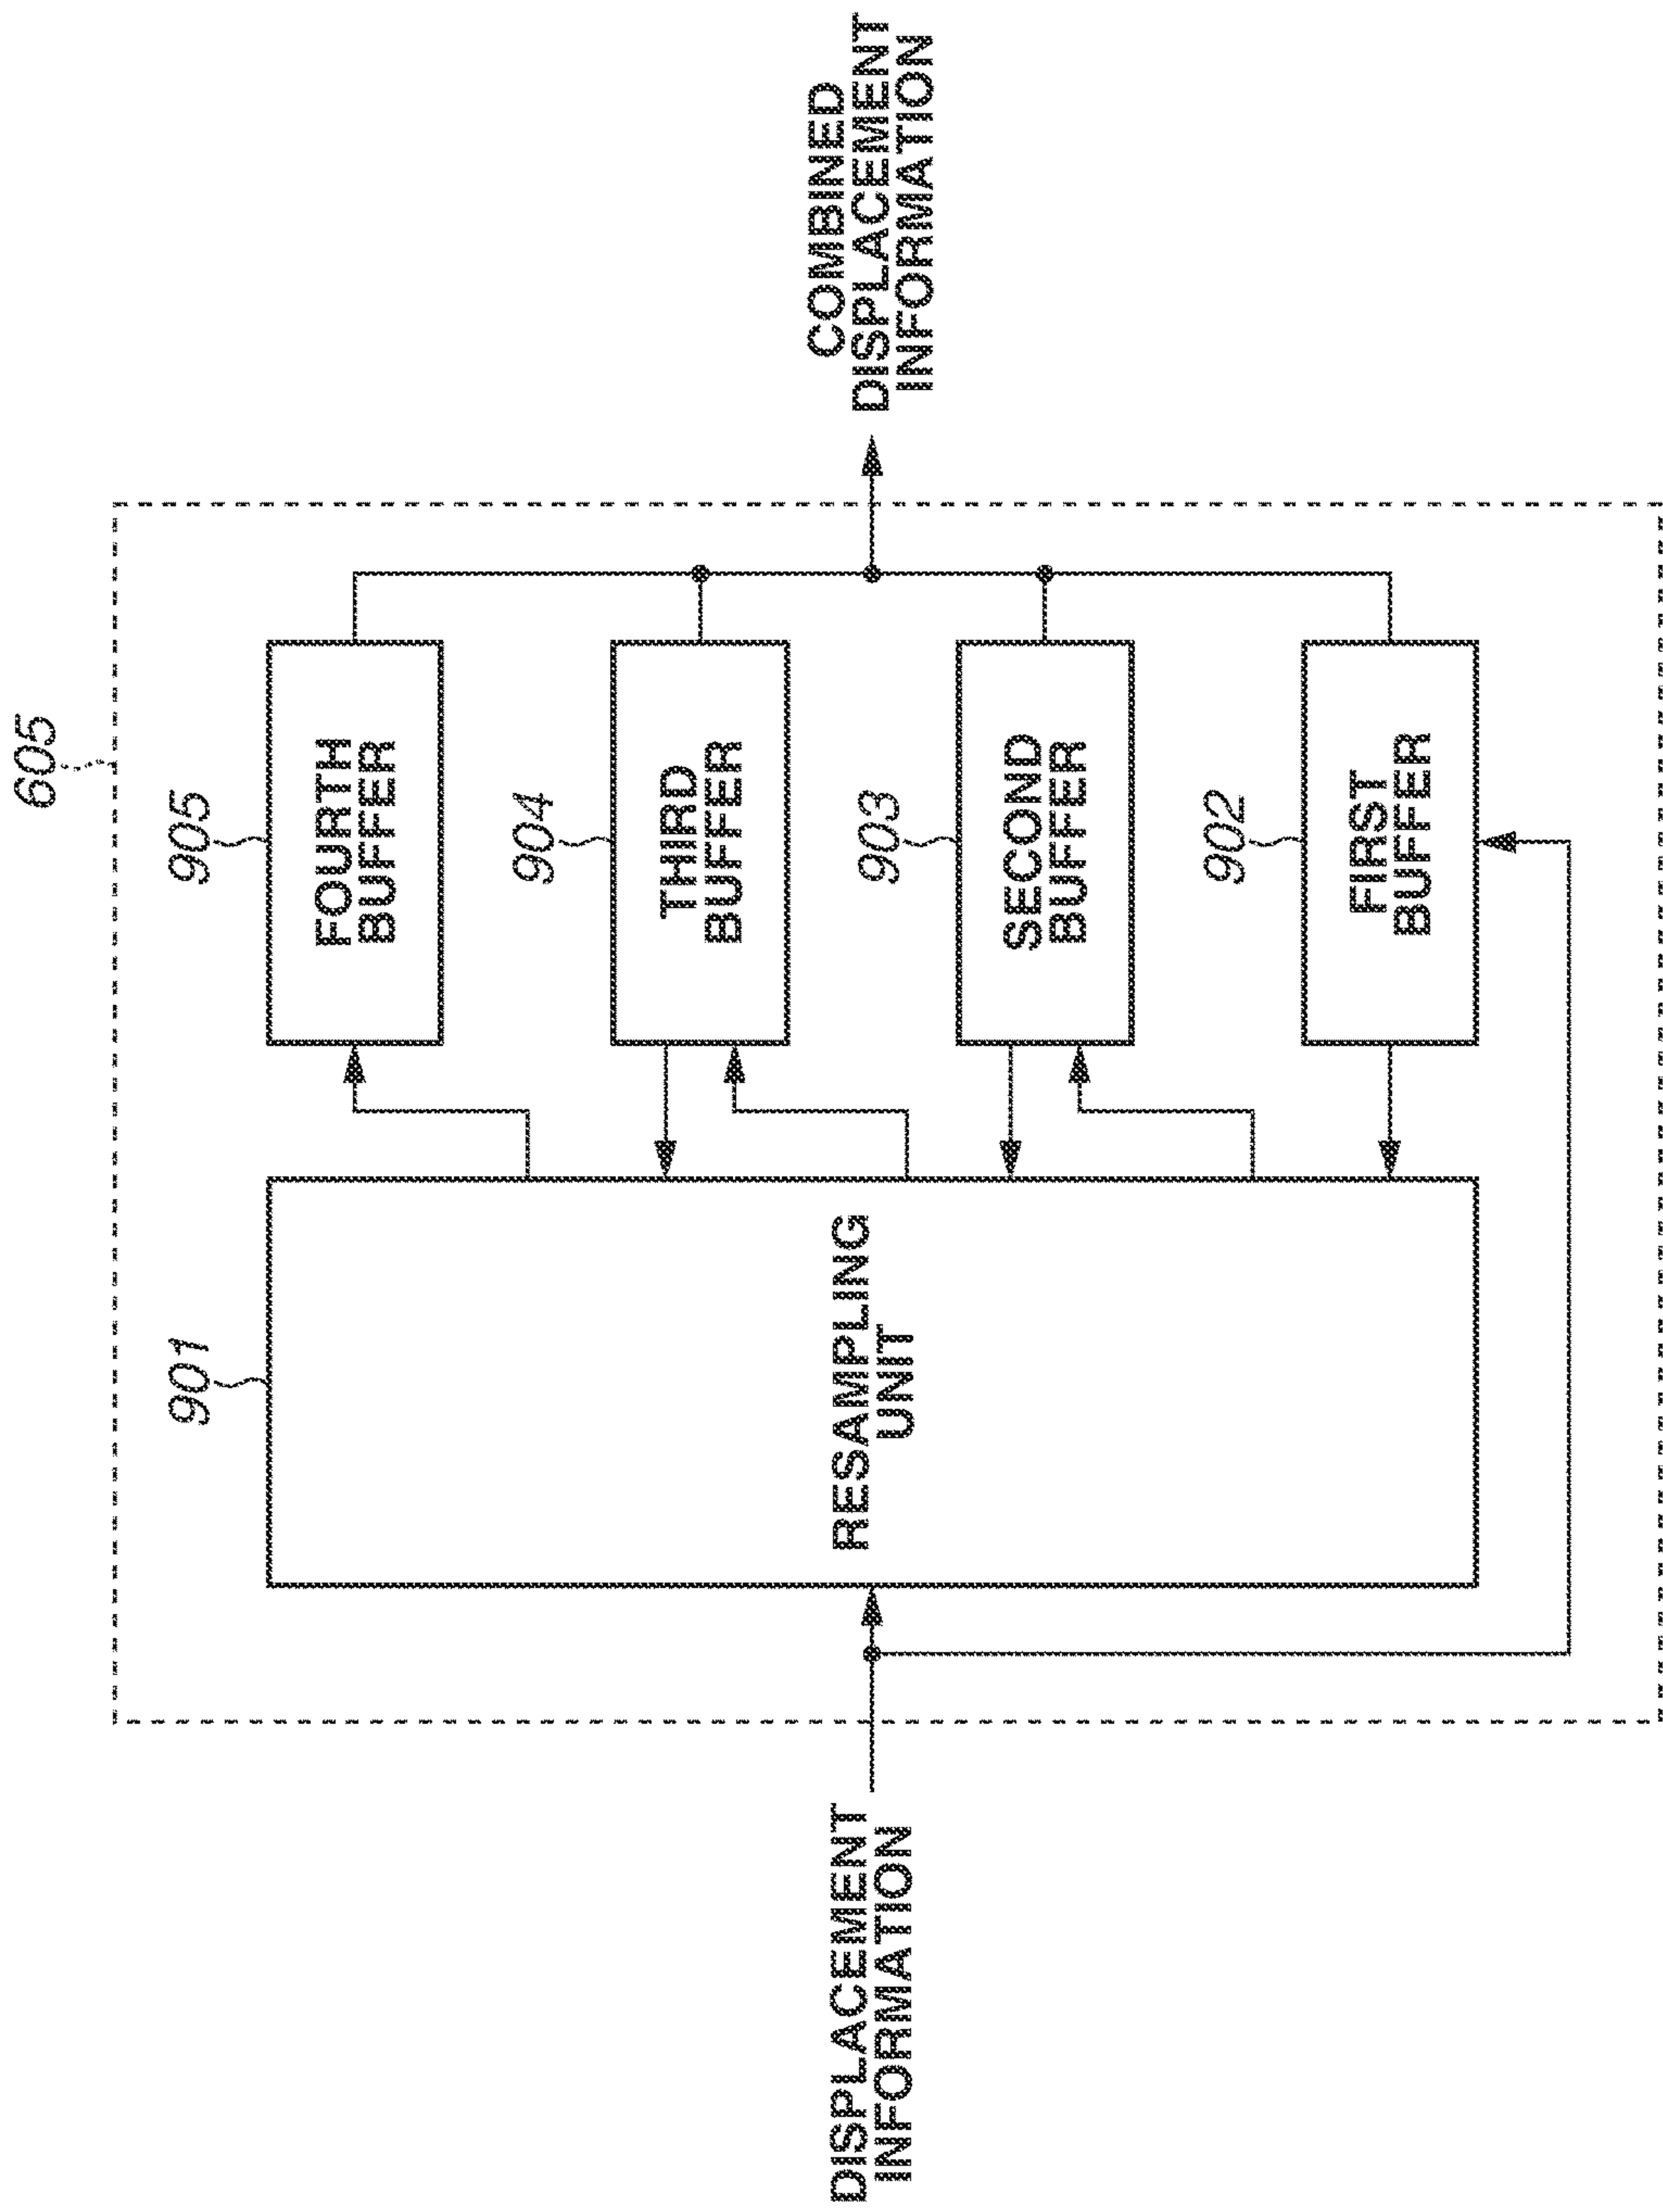 605
901
905
904
903
902
DISPLACEMENT
INFORMATION
RESAMPLING
UNIT
FOURTH
BUFFER
THIRD
BUFFER
SECOND
BUFFER
FIRST
BUFFER
COMBINED
DISPLACEMENT
INFORMATION